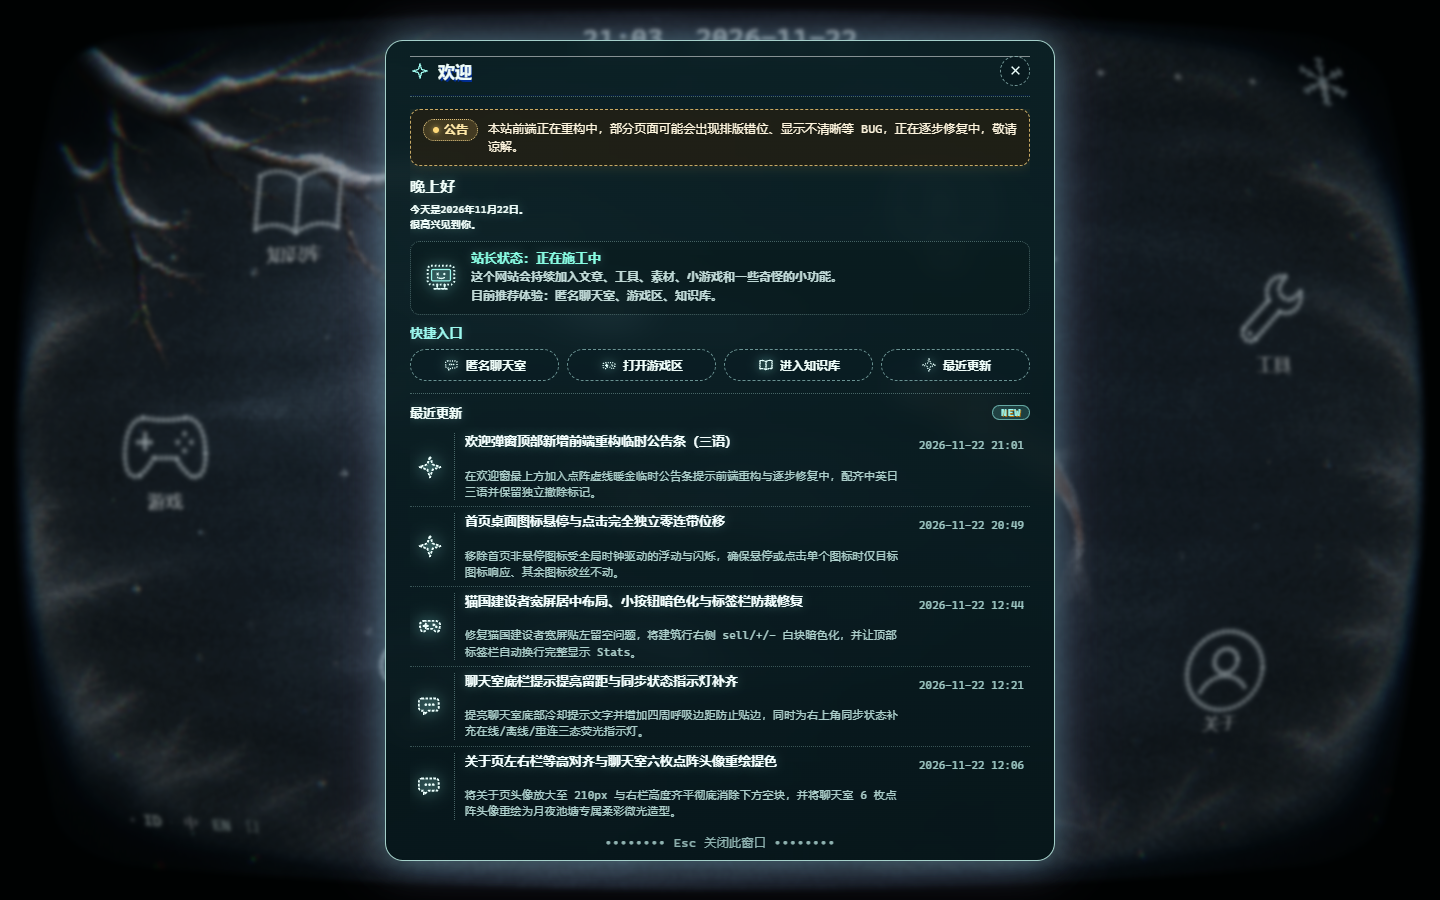 21:03 2026-11-22
欢迎
公告
本站前端正在重构中，部分页面可能会出现排版错位、显示不清晰等 BUG，正在逐步修复中，敬请
谅解。
晚上好
今天是2026年11月22日。
很高兴见到你。
站长状态：正在施工中
这个网站会持续加入文章、工具、素材、小游戏和一些奇怪的小功能。
目前推荐体验：匿名聊天室、游戏区、知识库。
快捷入口
匿名聊天室 打开游戏区 进入知识库 最近更新
最近更新 NEW
欢迎弹窗顶部新增前端重构临时公告条（三语） 2026-11-22 21:01
在欢迎窗最上方加入点阵虚线暖金临时公告条提示前端重构与逐步修复中，配齐中英日
三语并保留独立撤除标记。
首页桌面图标悬停与点击完全独立零连带位移 2026-11-22 20:49
移除首页非悬停图标受全局时钟驱动的浮动与闪烁，确保悬停或点击单个图标时仅目标
图标响应、其余图标纹丝不动。
猫国建设者宽屏居中布局、小按钮暗色化与标签栏防裁修复 2026-11-22 12:44
修复猫国建设者宽屏贴左留空问题，将建筑行右侧 sell/+/- 白块暗色化，并让顶部
标签栏自动换行完整显示 Stats。
聊天室底栏提示提亮留距与同步状态指示灯补齐 2026-11-22 12:21
提亮聊天室底部冷却提示文字并增加四周呼吸边距防止贴边，同时为右上角同步状态补
充在线/离线/重连三态荧光指示灯。
关于页左右栏等高对齐与聊天室六枚点阵头像重绘提色 2026-11-22 12:06
将关于页头像放大至 210px 与右栏高度齐平彻底消除下方空块，并将聊天室 6 枚点
阵头像重绘为月夜池塘专属柔彩微光造型。
•••••••• Esc 关闭此窗口 ••••••••
知识库
游戏
工具
关于
ID 中 EN